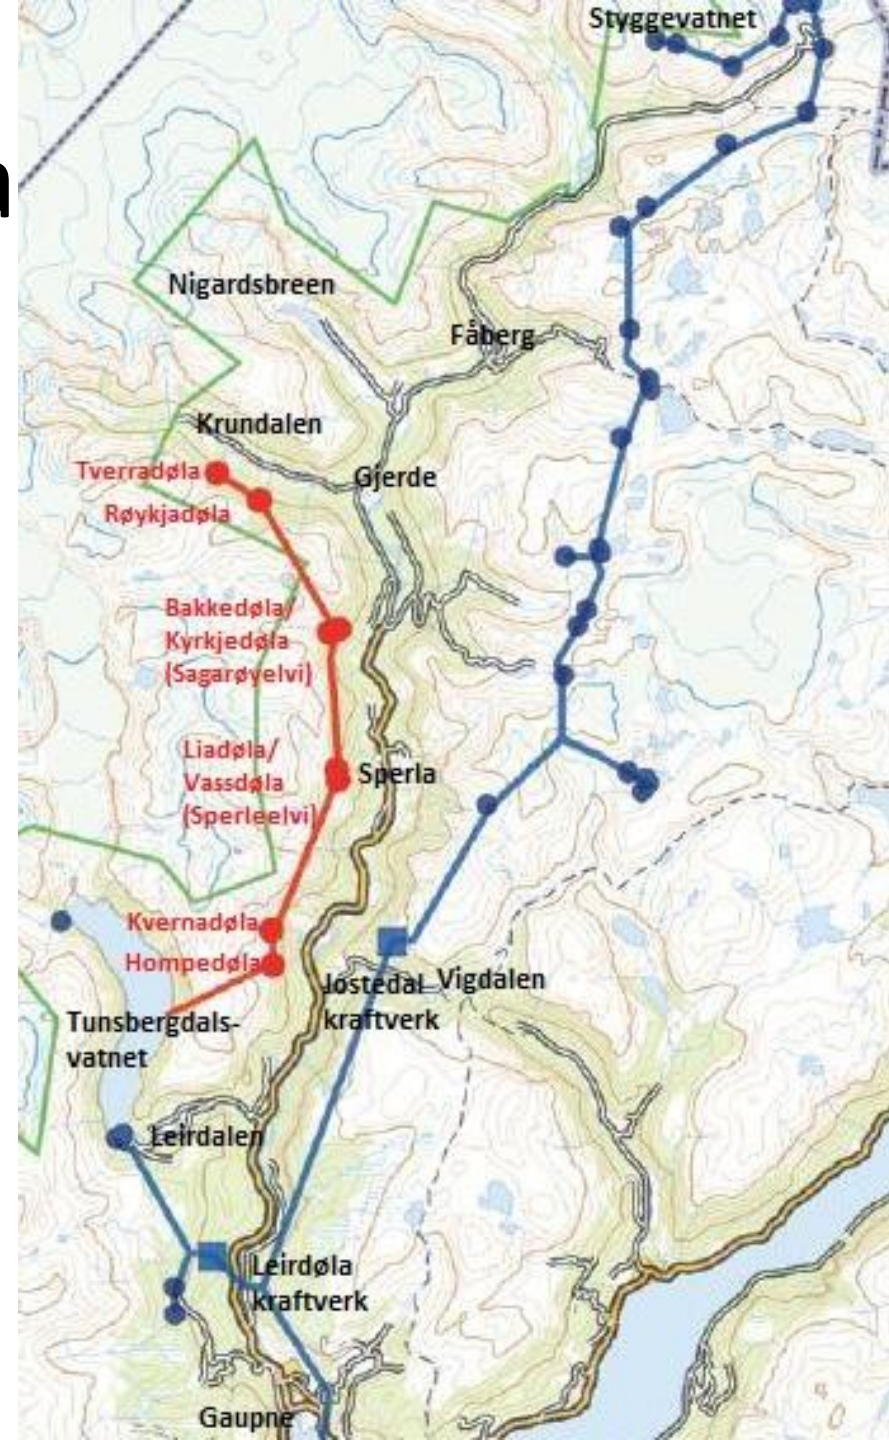 Styggevatnet
Nigardsbreen
Fåberg
Krundalen
Tverradøla
Gjerde
Røykjadøla
Bakkedøla/
Kyrkjedøla
(Sagarøyelvi)
Liadøla/
Vassdøla
(Sperleelvi)
Sperla
Kvernadøla
Hompedøla
Jostedal
kraftverk
Vigdalen
Tunsbergdals-
vatnet
Leirdalen
Leirdøla
kraftverk
Gaupne